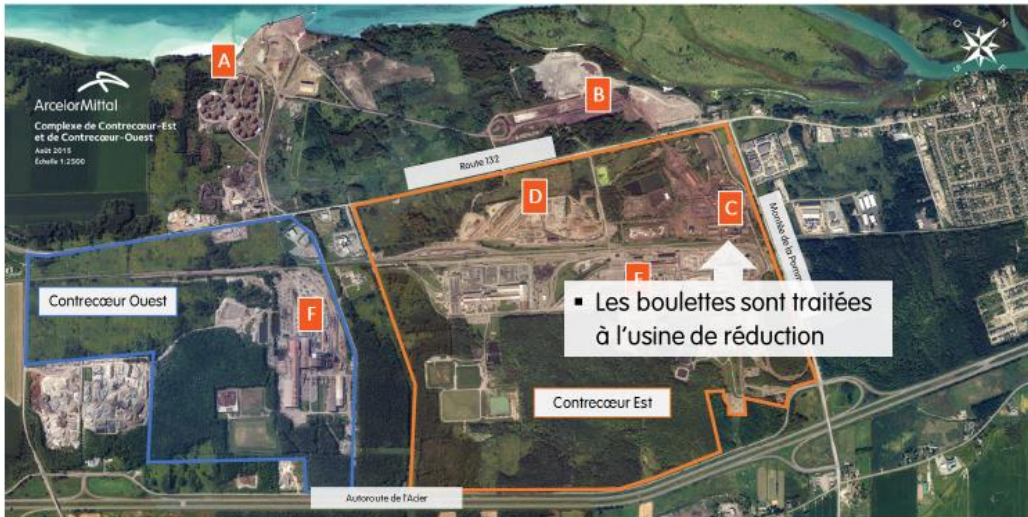 A
ArcelorMittal
Complexe de Contrecœur-Est
et de Contrecœur-Ouest
Août 2015
Échelle 1:2500
B
O
N
S
E
Route 132
D
C
Montée de la
Contrecœur Ouest
F
▪ Les boulettes sont traitées
à l'usine de réduction
Contrecœur Est
Autoroute de l'Acier